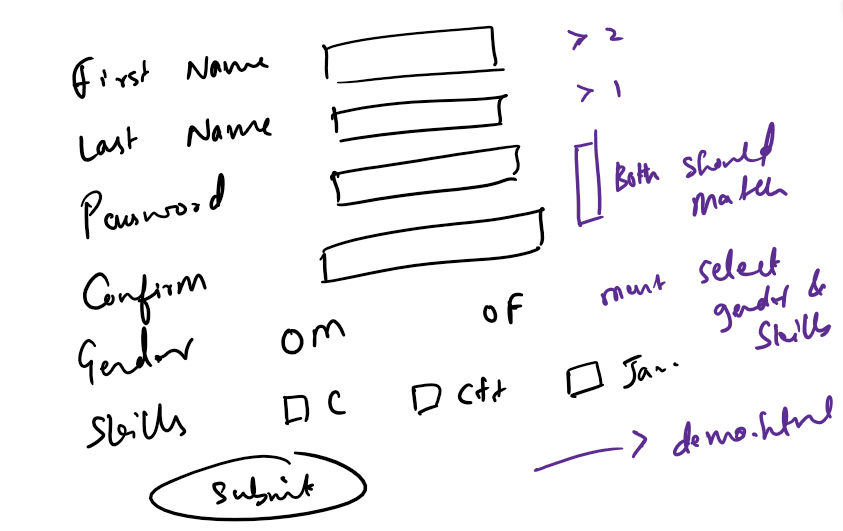 First Name > 2
Last Name > 1
Password
Confirm
Both should
match
Gender O M O F
must select
gender &
Skills
Skills C C++ Jav.
Submit
demo.html